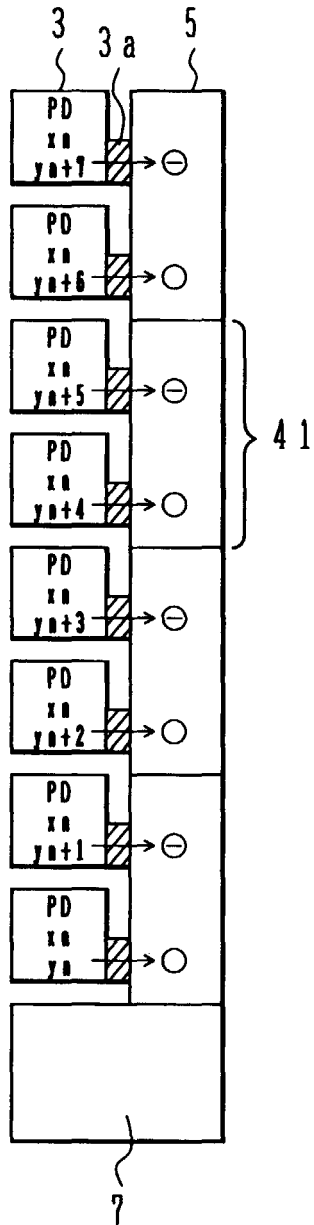 3
3a
5
PD
xn
yn+7
PD
xn
yn+6
PD
xn
yn+5
PD
xn
yn+4
41
PD
xn
yn+3
PD
xn
yn+2
PD
xn
yn+1
PD
xn
yn
7